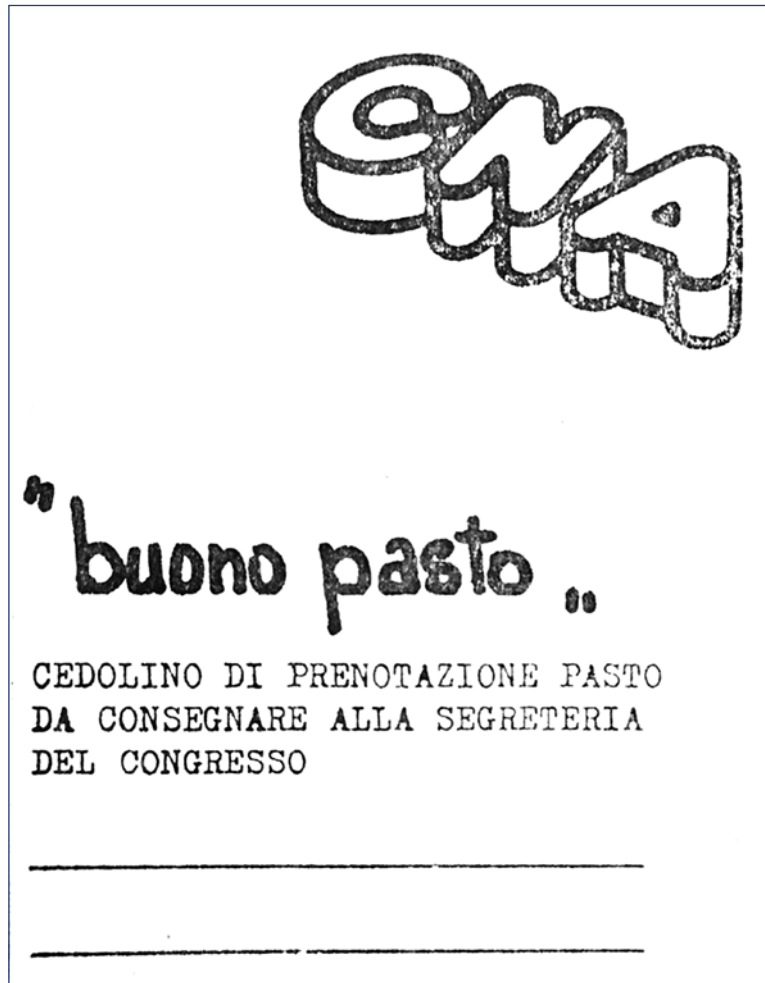 CNA
"buono pasto"
CEDOLINO DI PRENOTAZIONE PASTO
DA CONSEGNARE ALLA SEGRETERIA
DEL CONGRESSO